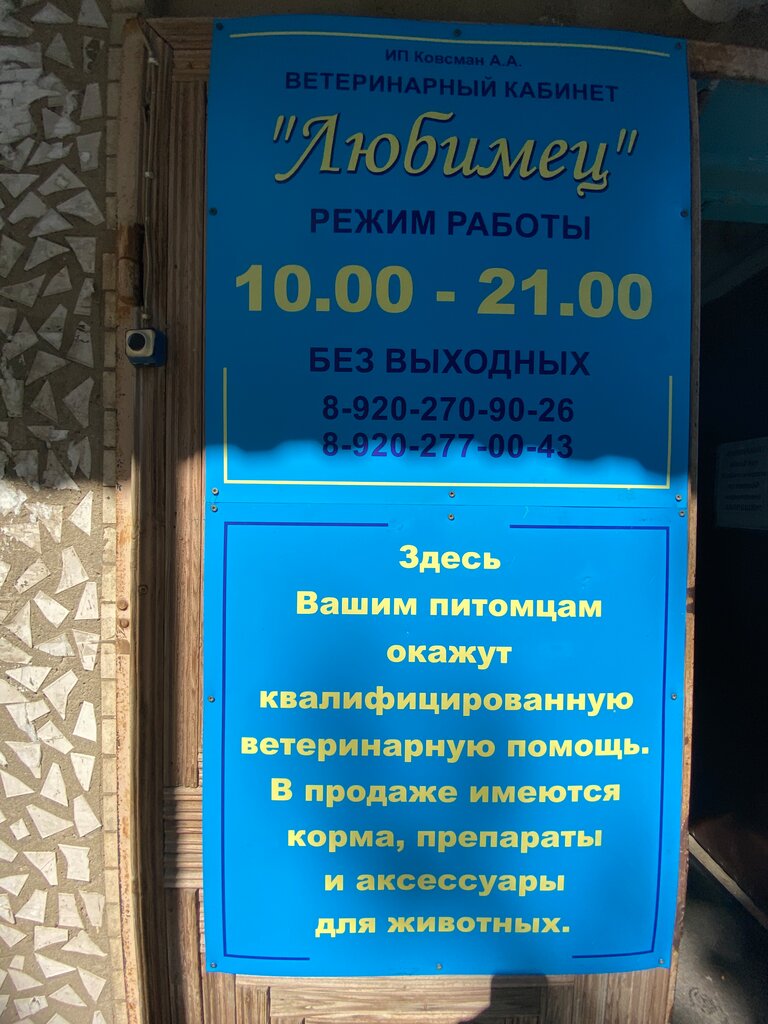 ИП Ковсман А.А.
ВЕТЕРИНАРНЫЙ КАБИНЕТ
"Любимец"
РЕЖИМ РАБОТЫ
10.00 - 21.00
БЕЗ ВЫХОДНЫХ
8-920-270-90-26
8-920-277-00-43
Здесь
Вашим питомцам
окажут
квалифицированную
ветеринарную помощь.
В продаже имеются
корма, препараты
и аксессуары
для животных.